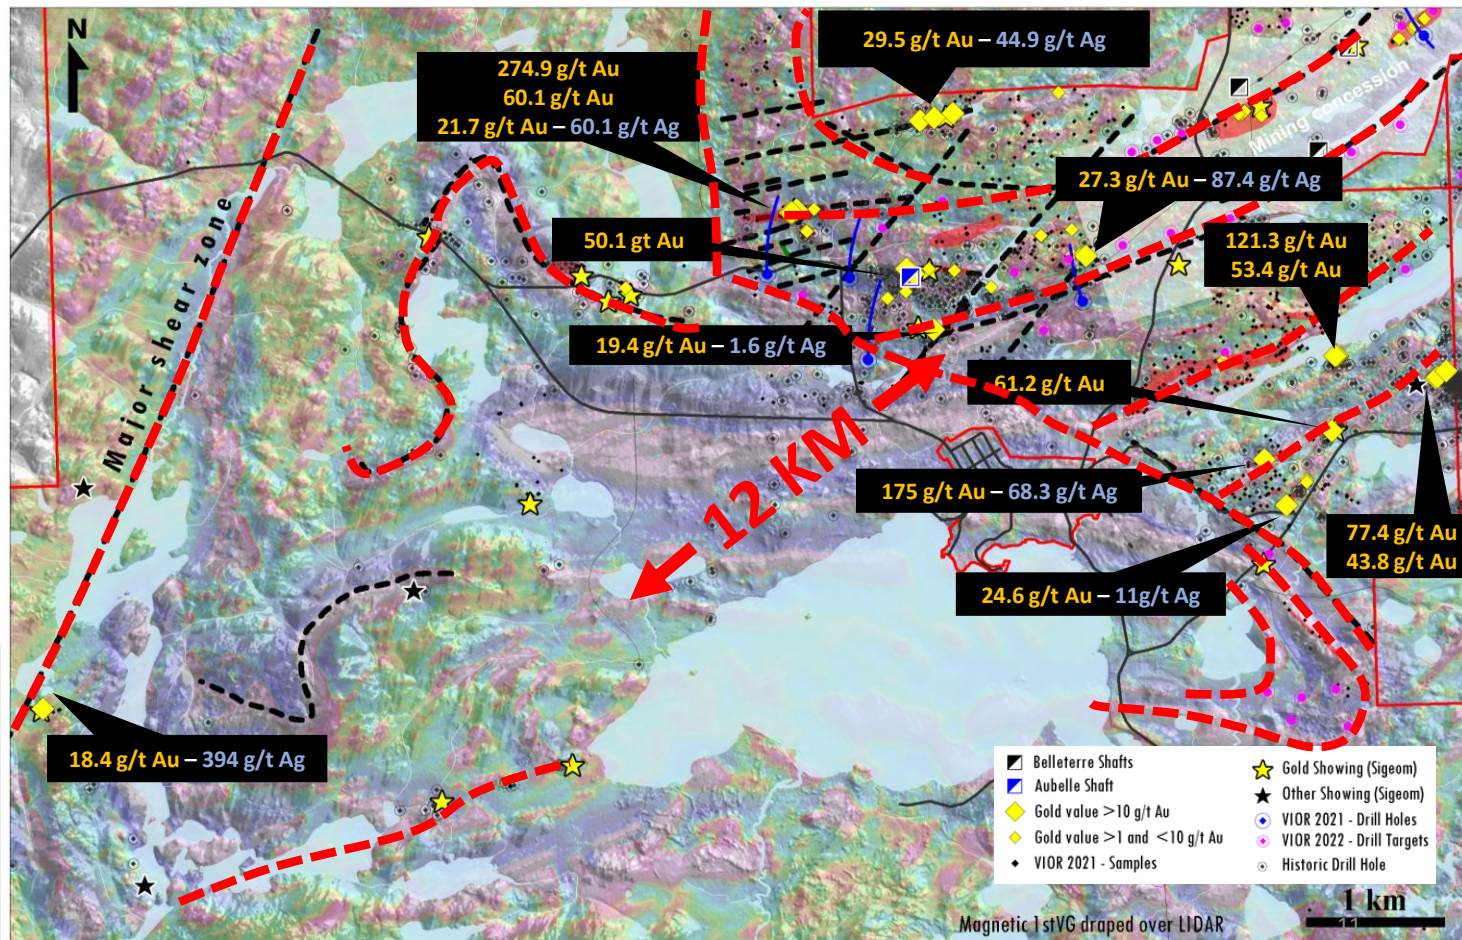 N
29.5 g/t Au – 44.9 g/t Ag
274.9 g/t Au
60.1 g/t Au
21.7 g/t Au – 60.1 g/t Ag
Mining concession
27.3 g/t Au – 87.4 g/t Ag
50.1 gt Au
121.3 g/t Au
53.4 g/t Au
Major shear zone
19.4 g/t Au – 1.6 g/t Ag
61.2 g/t Au
12 KM
175 g/t Au – 68.3 g/t Ag
77.4 g/t Au
43.8 g/t Au
24.6 g/t Au – 11g/t Ag
18.4 g/t Au – 394 g/t Ag
Belleterre Shafts
Aubelle Shaft
Gold value >10 g/t Au
Gold value >1 and <10 g/t Au
VIOR 2021 - Samples
Gold Showing (Sigeom)
Other Showing (Sigeom)
VIOR 2021 - Drill Holes
VIOR 2022 - Drill Targets
Historic Drill Hole
1 km
Magnetic 1stVG draped over LIDAR